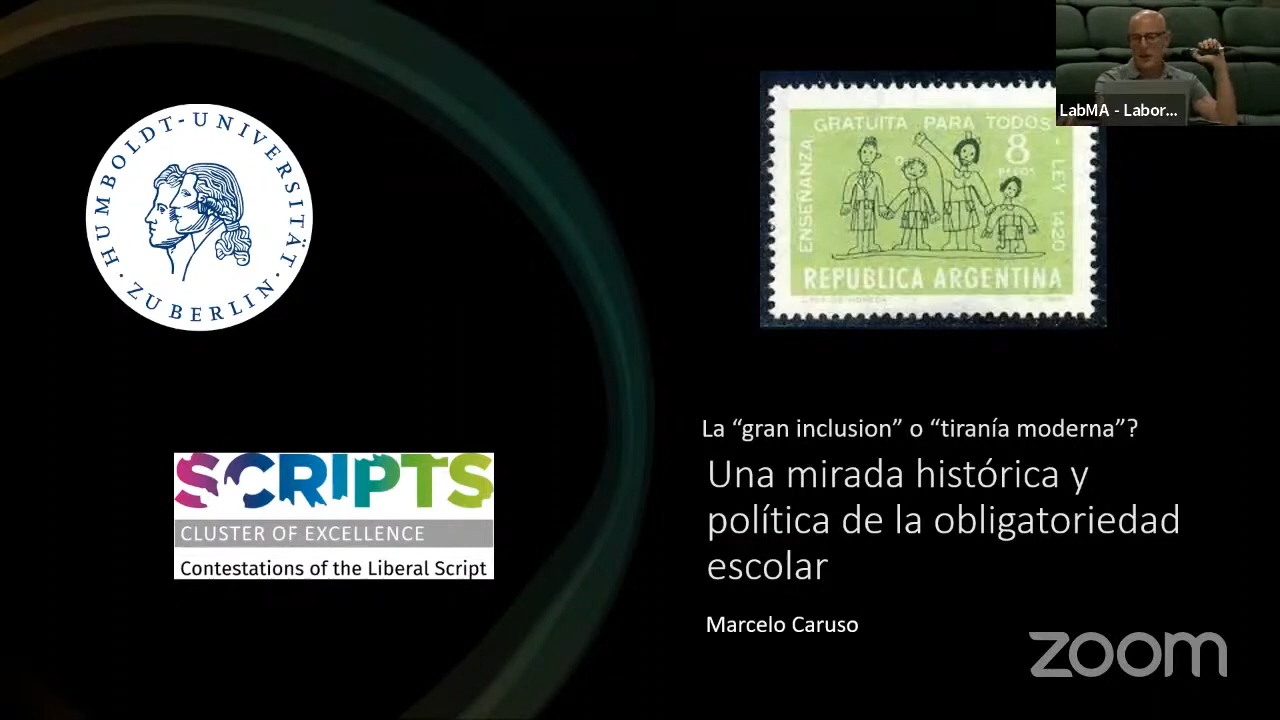 HUMBOLDT-UNIVERSITÄT
· ZU BERLIN ·
SCRIPTS
CLUSTER OF EXCELLENCE
Contestations of the Liberal Script
LabMA - Labor...
ENSEÑANZA
GRATUITA PARA TODOS
- LEY 1420
8
PESOS
REPUBLICA ARGENTINA
La “gran inclusion” o “tiranía moderna”?
Una mirada histórica y
política de la obligatoriedad
escolar
Marcelo Caruso
zoom